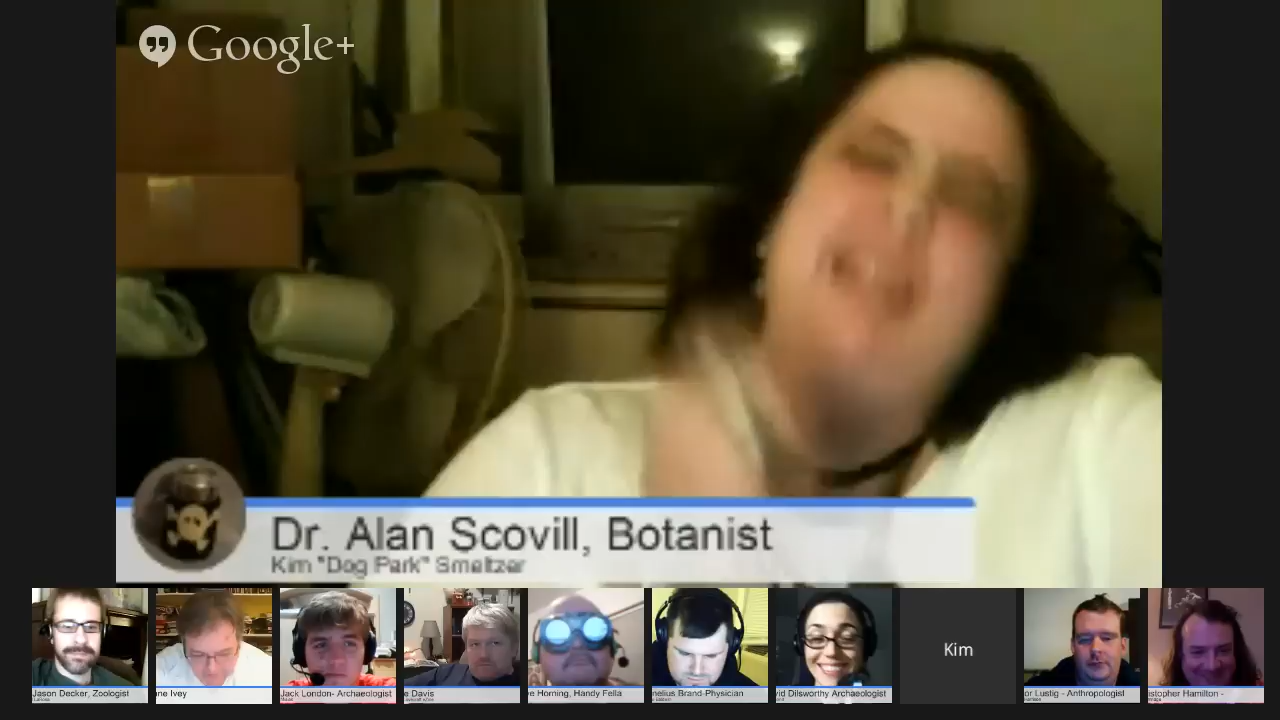 Google+
Dr. Alan Scovill, Botanist
Kim "Dog Park" Smeltzer
Jason Decker, Zoologist
ne Ivey
Jack London- Archaeologist
e Davis
e Horning, Handy Fella
nelius Brand-Physician
vid Dilsworthy Archaeologist
Kim
or Lustig - Anthropologist
istopher Hamilton -